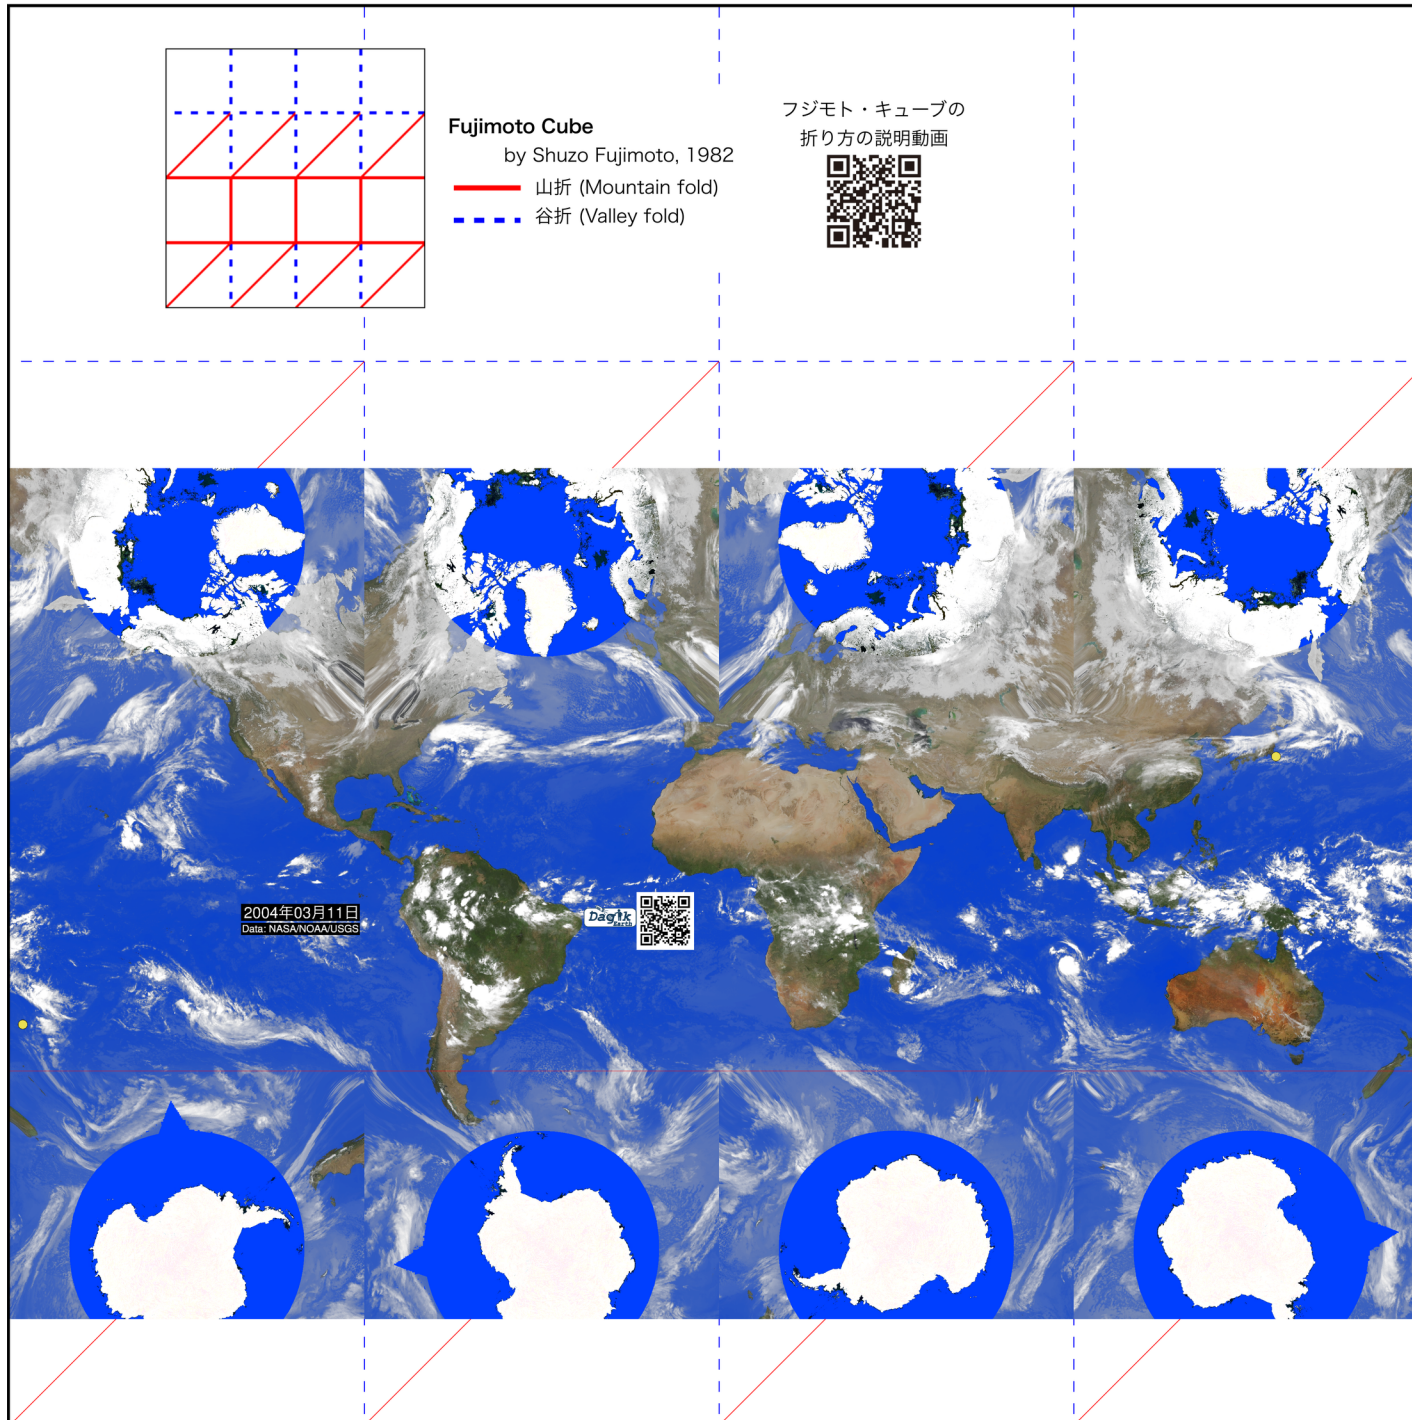 Fujimoto Cube
by Shuzo Fujimoto, 1982
山折 (Mountain fold)
谷折 (Valley fold)
フジモト・キューブの
折り方の説明動画
2004年03月11日
Data: NASA/NOAA/USGS
Dagik
Earth